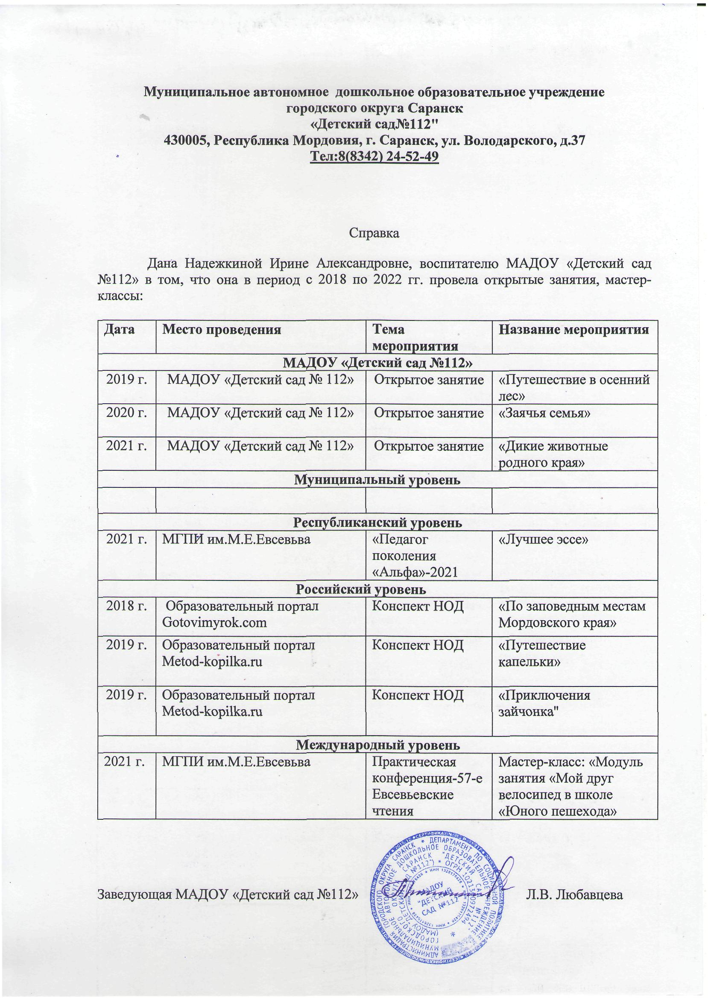 Муниципальное автономное дошкольное образовательное учреждение
городского округа Саранск
«Детский сад№112"
430005, Республика Мордовия, г. Саранск, ул. Володарского, д.37
Тел:8(8342) 24-52-49
Справка
Дана Надежкиной Ирине Александровне, воспитателю МАДОУ «Детский сад
№112» в том, что она в период с 2018 по 2022 гг. провела открытые занятия, мастер-
классы:
Дата Место проведения Тема Название мероприятия
мероприятия
МАДОУ «Детский сад №112»
2019 г. МАДОУ «Детский сад № 112» Открытое занятие «Путешествие в осенний
лес»
2020 г. МАДОУ «Детский сад № 112» Открытое занятие «Заячья семья»
2021 г. МАДОУ «Детский сад № 112» Открытое занятие «Дикие животные
родного края»
Муниципальный уровень
Республиканский уровень
2021 г. МГПИ им.М.Е.Евсевьва «Педагог «Лучшее эссе»
поколения
«Альфа»-2021
Российский уровень
2018 г. Образовательный портал Конспект НОД «По заповедным местам
Gotovimyrok.com Мордовского края»
2019 г. Образовательный портал Конспект НОД «Путешествие
Metod-kopilka.ru капельки»
2019 г. Образовательный портал Конспект НОД «Приключения
Metod-kopilka.ru зайчонка"
Международный уровень
2021 г. МГПИ им.М.Е.Евсевьва Практическая Мастер-класс: «Модуль
конференция-57-е занятия «Мой друг
Евсевьевские велосипед в школе
чтения «Юного пешехода»
Заведующая МАДОУ «Детский сад №112» Л.В. Любавцева
МАДОУ
"ДЕТСКИЙ
САД №112"